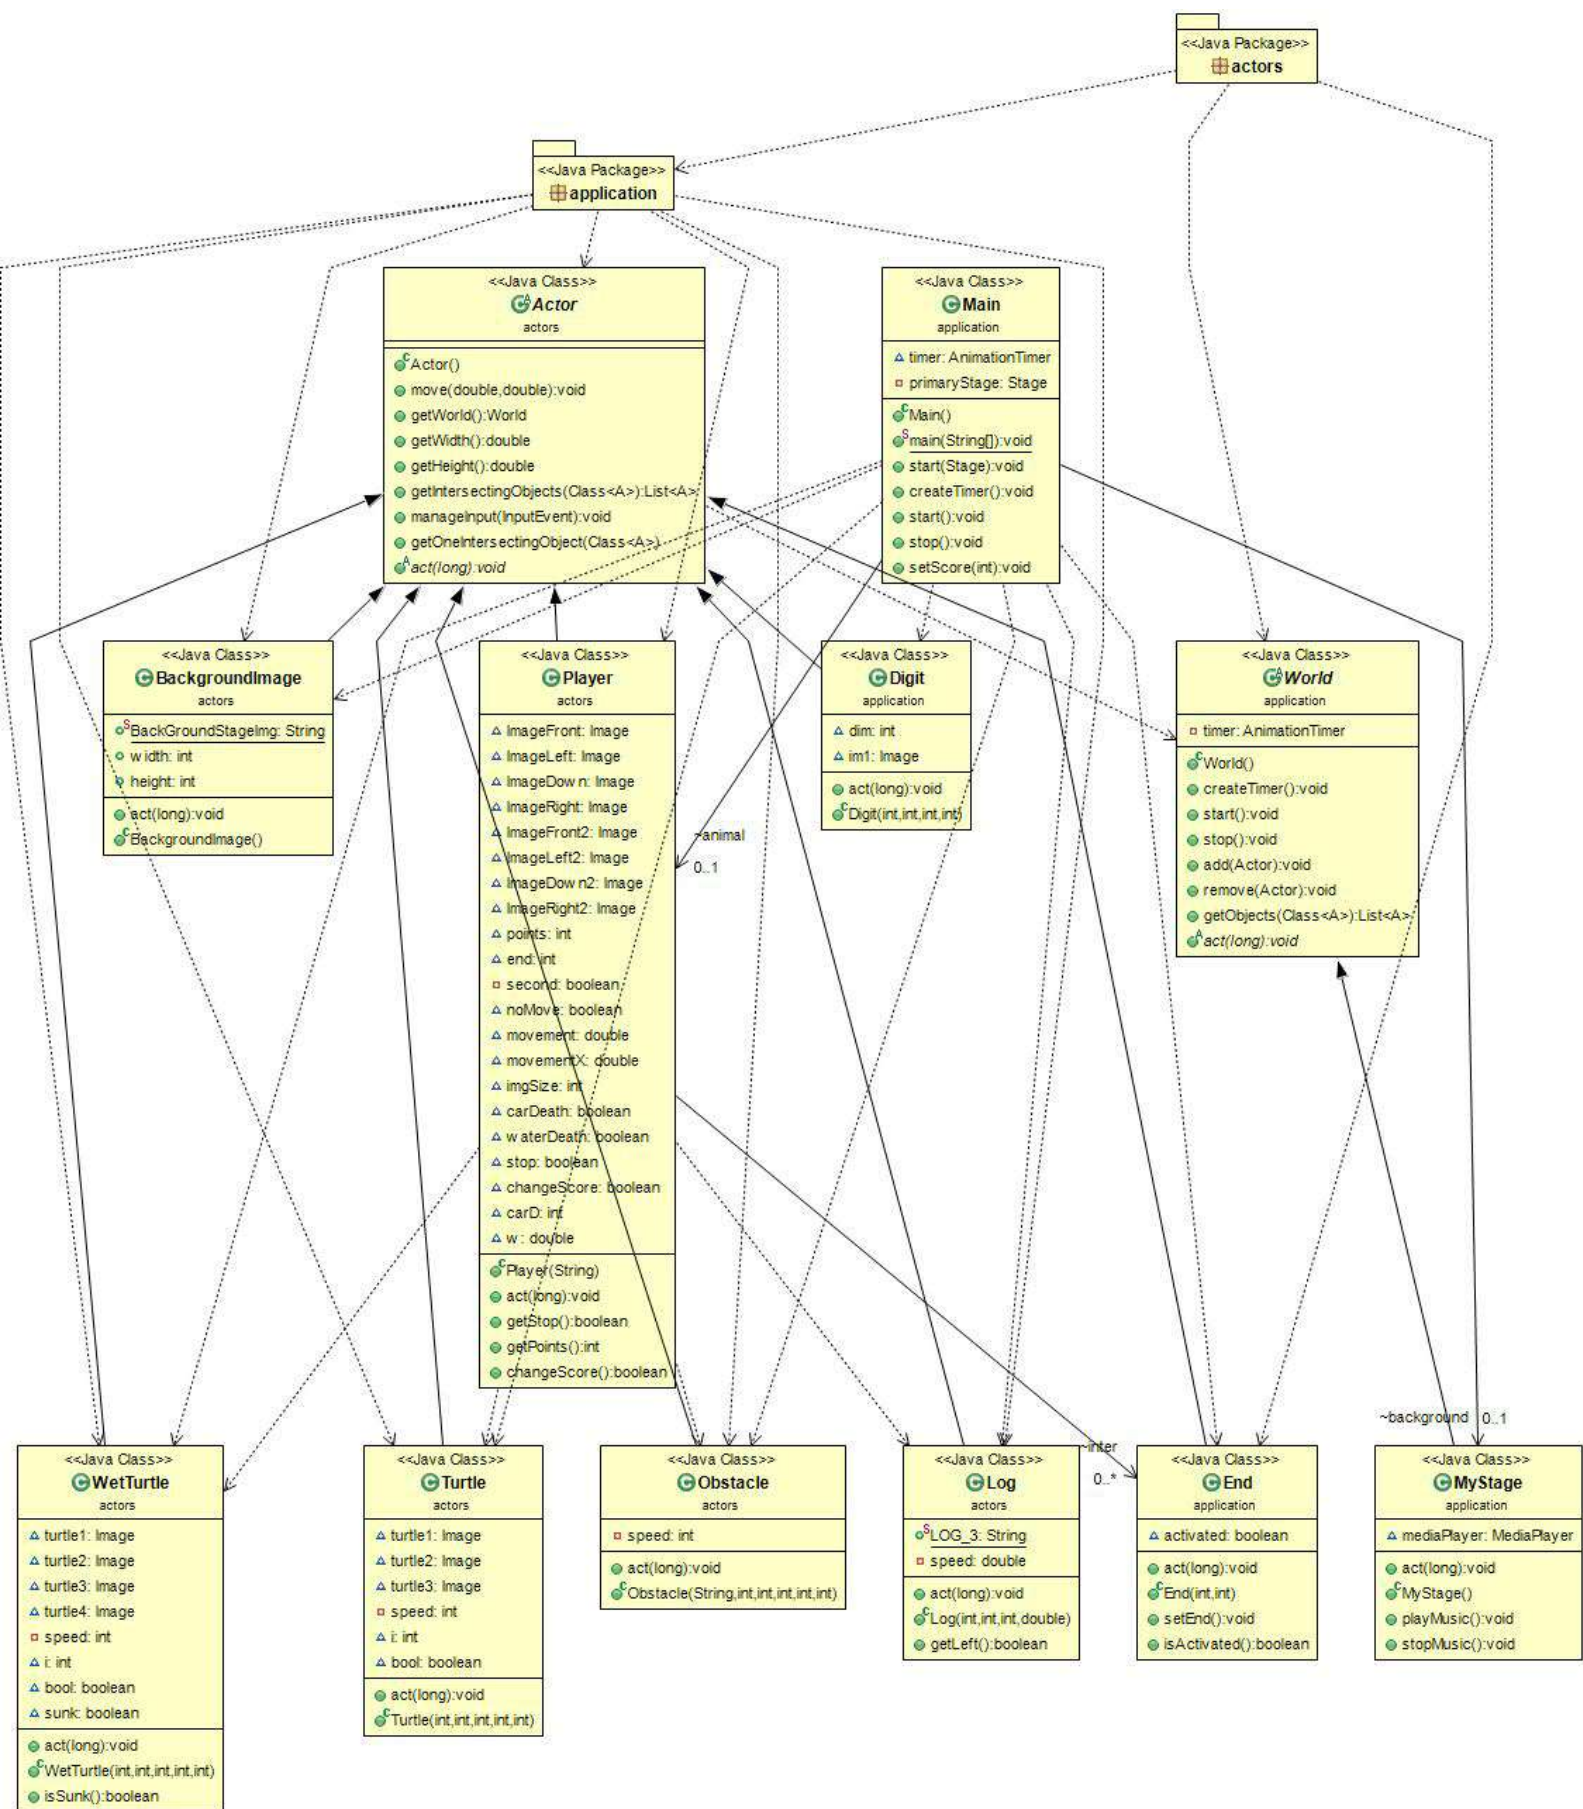 <<Java Package>>
actors
<<Java Package>>
application
<<Java Class>>
Actor
actors
Actor()
move(double,double):void
getWorld():World
getWidth():double
getHeight():double
getIntersectingObjects(Class<A>):List<A>
manageInput(InputEvent):void
getOneIntersectingObject(Class<A>)
act(long):void
<<Java Class>>
Main
application
timer: AnimationTimer
primaryStage: Stage
Main()
main(String[]):void
start(Stage):void
createTimer():void
start():void
stop():void
setScore(int):void
<<Java Class>>
BackgroundImage
actors
BackGroundStageImg: String
width: int
height: int
act(long):void
BackgroundImage()
<<Java Class>>
Player
actors
ImageFront: Image
ImageLeft: Image
ImageDown: Image
ImageRight: Image
ImageFront2: Image
ImageLeft2: Image
ImageDown2: Image
ImageRight2: Image
points: int
end: int
second: boolean
noMove: boolean
movement: double
movementX: double
imgSize: int
carDeath: boolean
waterDeath: boolean
stop: boolean
changeScore: boolean
carD: int
w: double
Player(String)
act(long):void
getStop():boolean
getPoints():int
changeScore():boolean
~animal
0..1
<<Java Class>>
Digit
application
dim: int
im1: Image
act(long):void
Digit(int,int,int,int)
<<Java Class>>
World
application
timer: AnimationTimer
World()
createTimer():void
start():void
stop():void
add(Actor):void
remove(Actor):void
getObjects(Class<A>):List<A>
act(long):void
~background 0..1
~inter
0..*
<<Java Class>>
WetTurtle
actors
turtle1: Image
turtle2: Image
turtle3: Image
turtle4: Image
speed: int
i: int
bool: boolean
sunk: boolean
act(long):void
WetTurtle(int,int,int,int,int)
isSunk():boolean
<<Java Class>>
Turtle
actors
turtle1: Image
turtle2: Image
turtle3: Image
speed: int
i: int
bool: boolean
act(long):void
Turtle(int,int,int,int,int)
<<Java Class>>
Obstacle
actors
speed: int
act(long):void
Obstacle(String,int,int,int,int,int)
<<Java Class>>
Log
actors
LOG_3: String
speed: double
act(long):void
Log(int,int,int,double)
getLeft():boolean
<<Java Class>>
End
application
activated: boolean
act(long):void
End(int,int)
setEnd():void
isActivated():boolean
<<Java Class>>
MyStage
application
mediaPlayer: MediaPlayer
act(long):void
MyStage()
playMusic():void
stopMusic():void